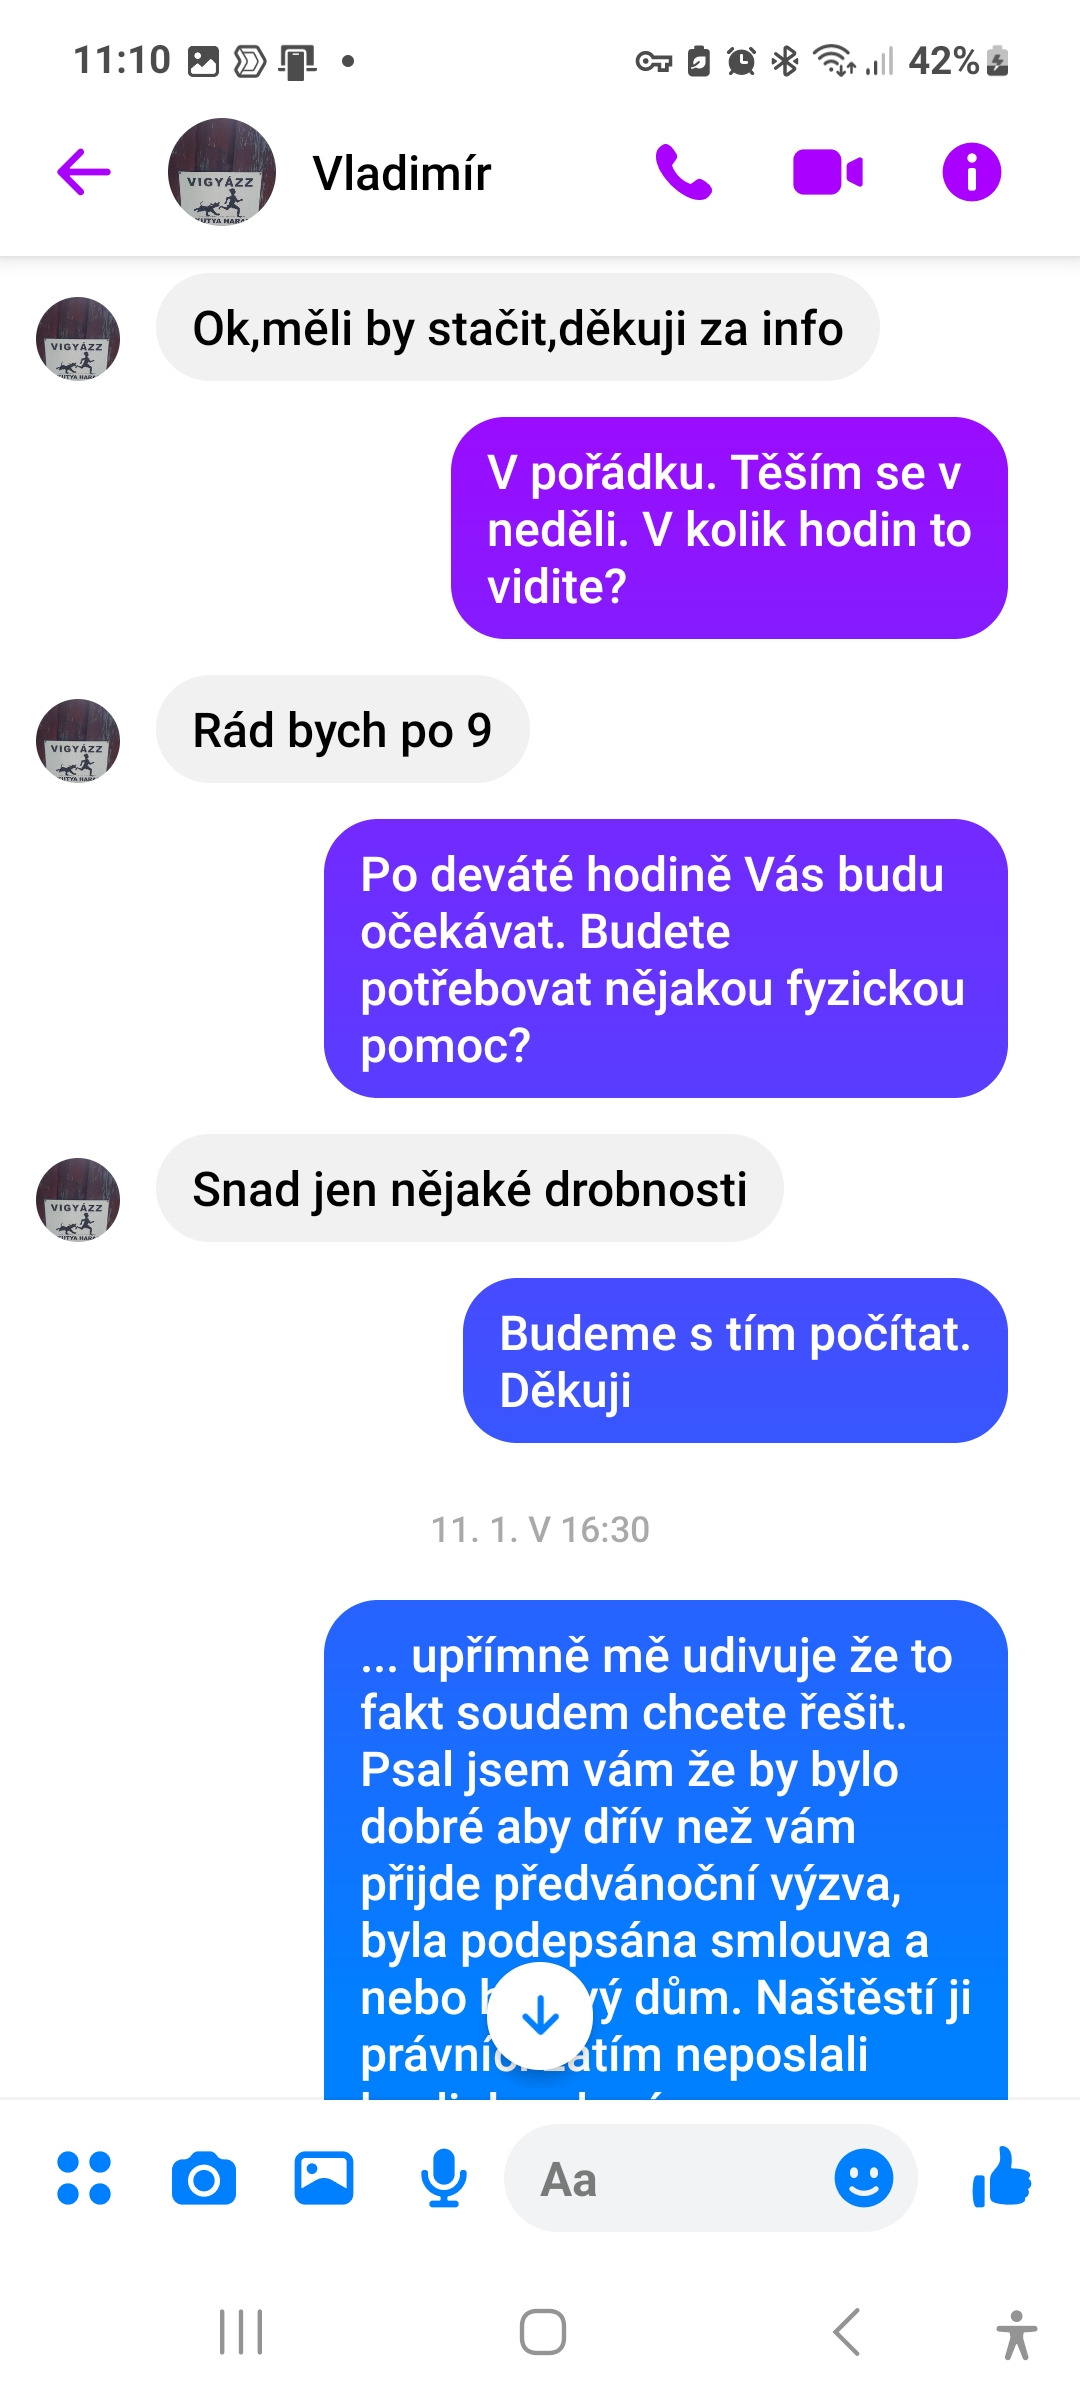 11:10
42%
Vladimír
VIGYÁZZ
Ok,měli by stačit,děkuji za info
VIGYÁZZ
V pořádku. Těším se v
neděli. V kolik hodin to
vidite?
Rád bych po 9
VIGYÁZZ
Po deváté hodině Vás budu
očekávat. Budete
potřebovat nějakou fyzickou
pomoc?
Snad jen nějaké drobnosti
VIGYÁZZ
Budeme s tím počítat.
Děkuji
11. 1. V 16:30
... upřímně mě udivuje že to
fakt soudem chcete řešit.
Psal jsem vám že by bylo
dobré aby dřív než vám
přijde předvánoční výzva,
byla podepsána smlouva a
nebo dům. Naštěstí ji
neposlali
Aa